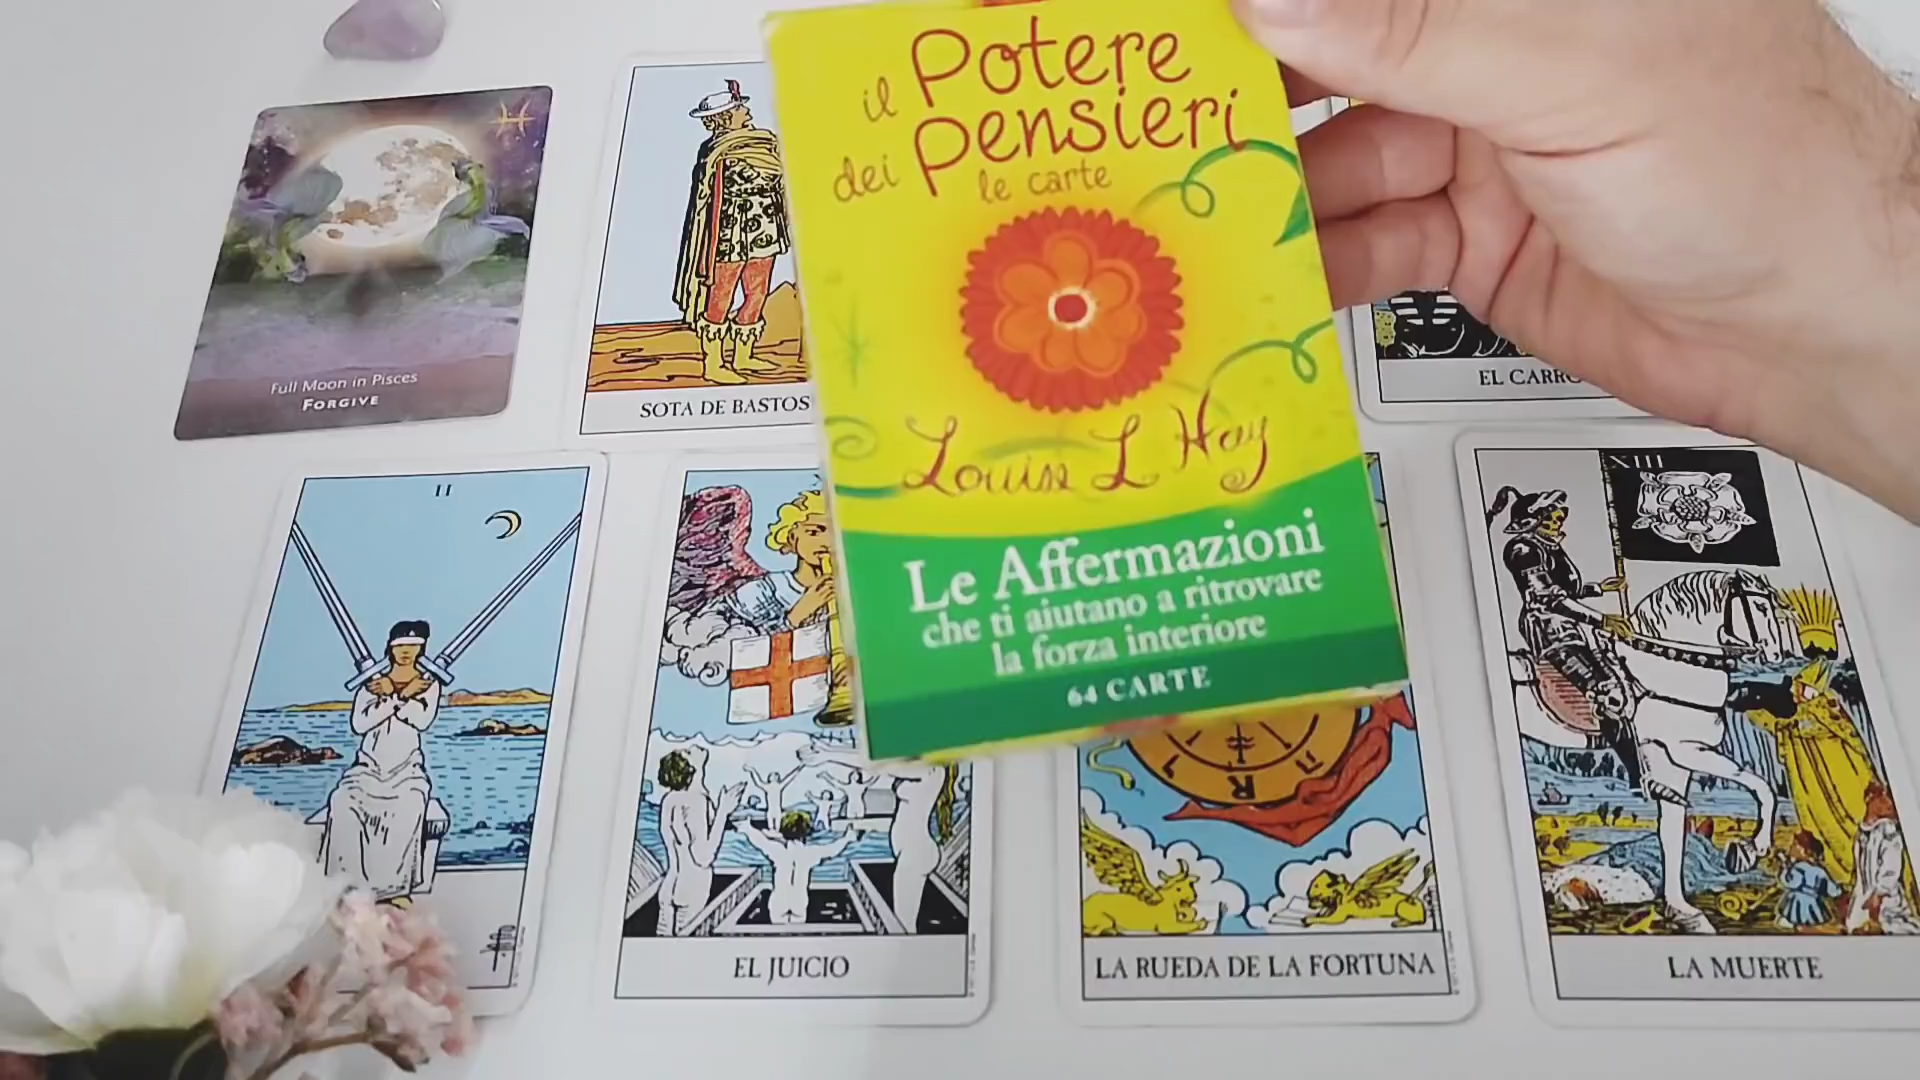 il Potere
dei Pensieri
le carte
Louise L Hay
Le Affermazioni
che ti aiutano a ritrovare
la forza interiore
64 CARTE
Full Moon in Pisces
FORGIVE
SOTA DE BASTOS
EL CARRO
II
XIII
EL JUICIO
LA RUEDA DE LA FORTUNA
LA MUERTE